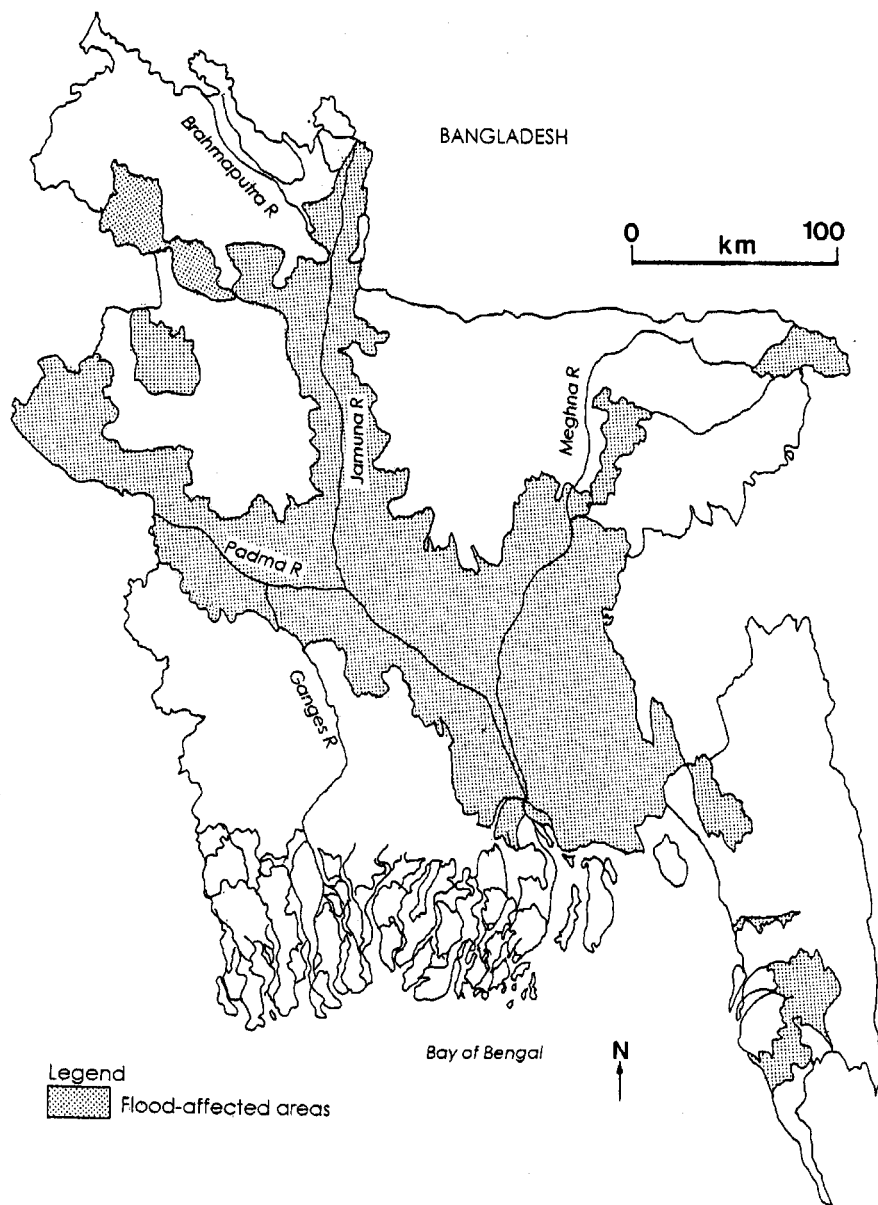 BANGLADESH
Brahmaputra R
0 km 100
Jamuna R
Meghna R
Padma R
Ganges R
Bay of Bengal
N
Legend
Flood-affected areas